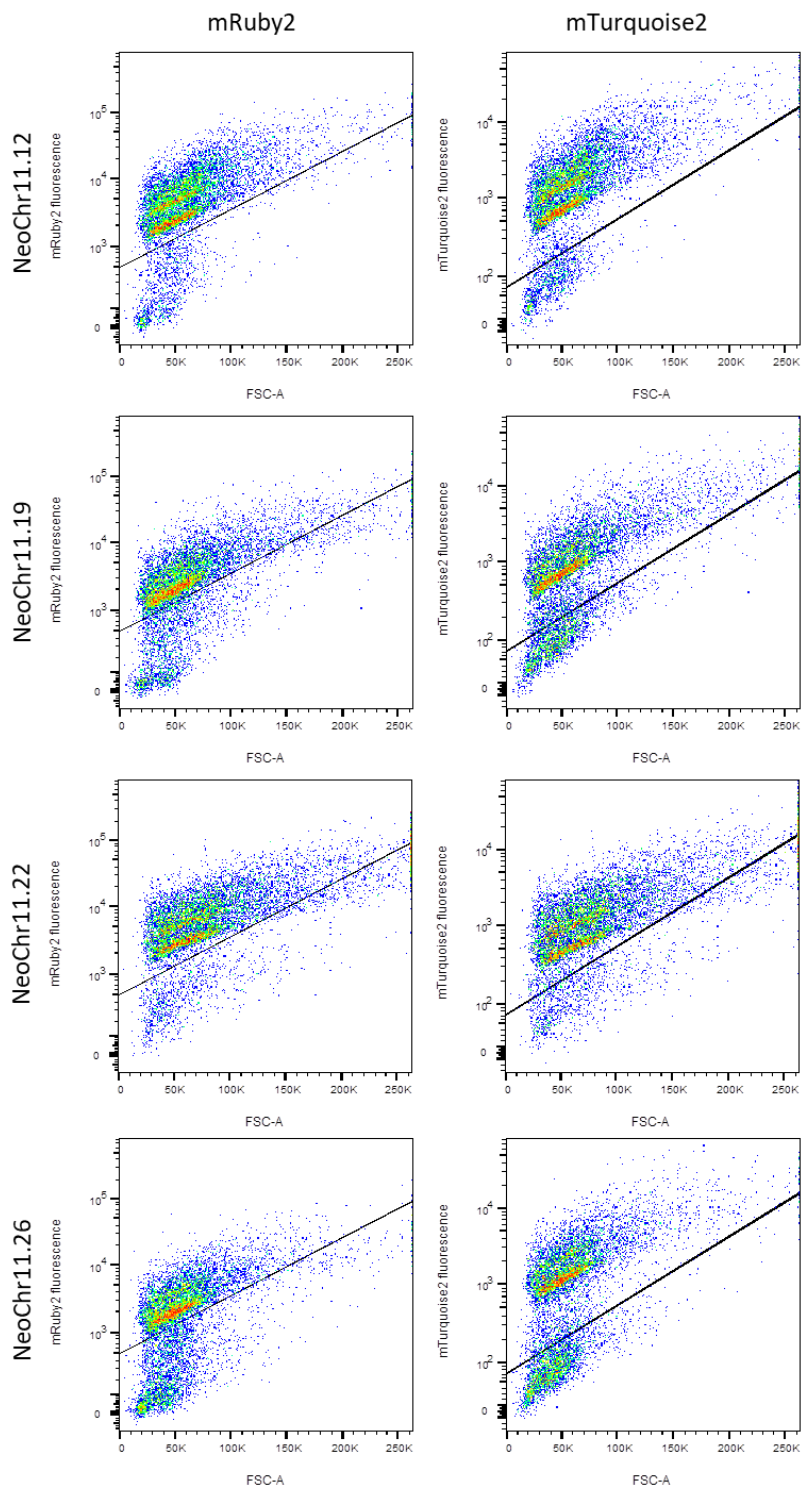 mRuby2 mTurquoise2
NeoChr11.12
mRuby2 fluorescence
10^5
10^4
10^3
0
0 50K 100K 150K 200K 250K
FSC-A
mTurquoise2 fluorescence
10^4
10^3
10^2
0
0 50K 100K 150K 200K 250K
FSC-A
NeoChr11.19
mRuby2 fluorescence
10^5
10^4
10^3
0
0 50K 100K 150K 200K 250K
FSC-A
mTurquoise2 fluorescence
10^4
10^3
10^2
0
0 50K 100K 150K 200K 250K
FSC-A
NeoChr11.22
mRuby2 fluorescence
10^5
10^4
10^3
0
0 50K 100K 150K 200K 250K
FSC-A
mTurquoise2 fluorescence
10^4
10^3
10^2
0
0 50K 100K 150K 200K 250K
FSC-A
NeoChr11.26
mRuby2 fluorescence
10^5
10^4
10^3
0
0 50K 100K 150K 200K 250K
FSC-A
mTurquoise2 fluorescence
10^4
10^3
10^2
0
0 50K 100K 150K 200K 250K
FSC-A